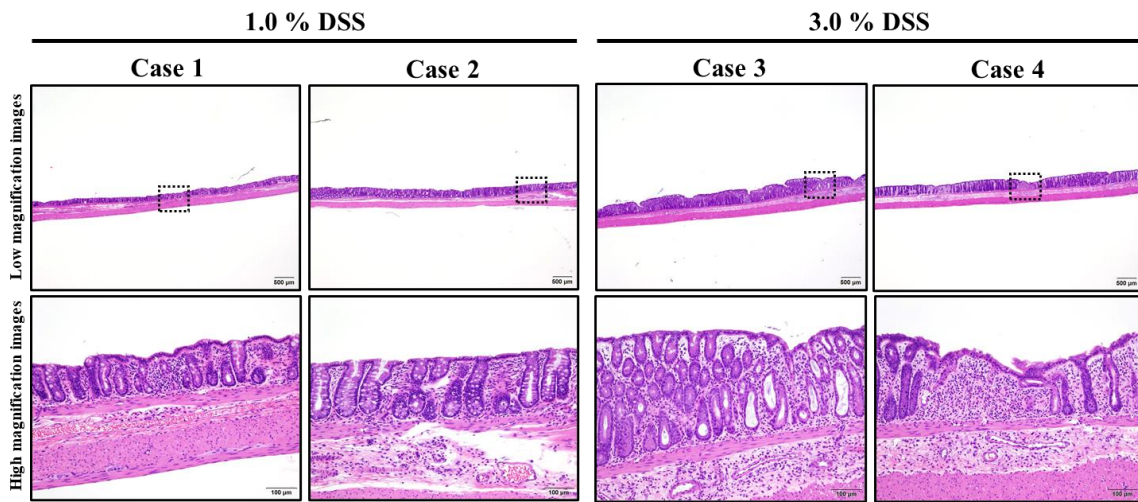 1.0 % DSS
3.0 % DSS
Case 1
Case 2
Case 3
Case 4
Low magnification images
500 μm
500 μm
500 μm
500 μm
High magnification images
100 μm
100 μm
100 μm
100 μm